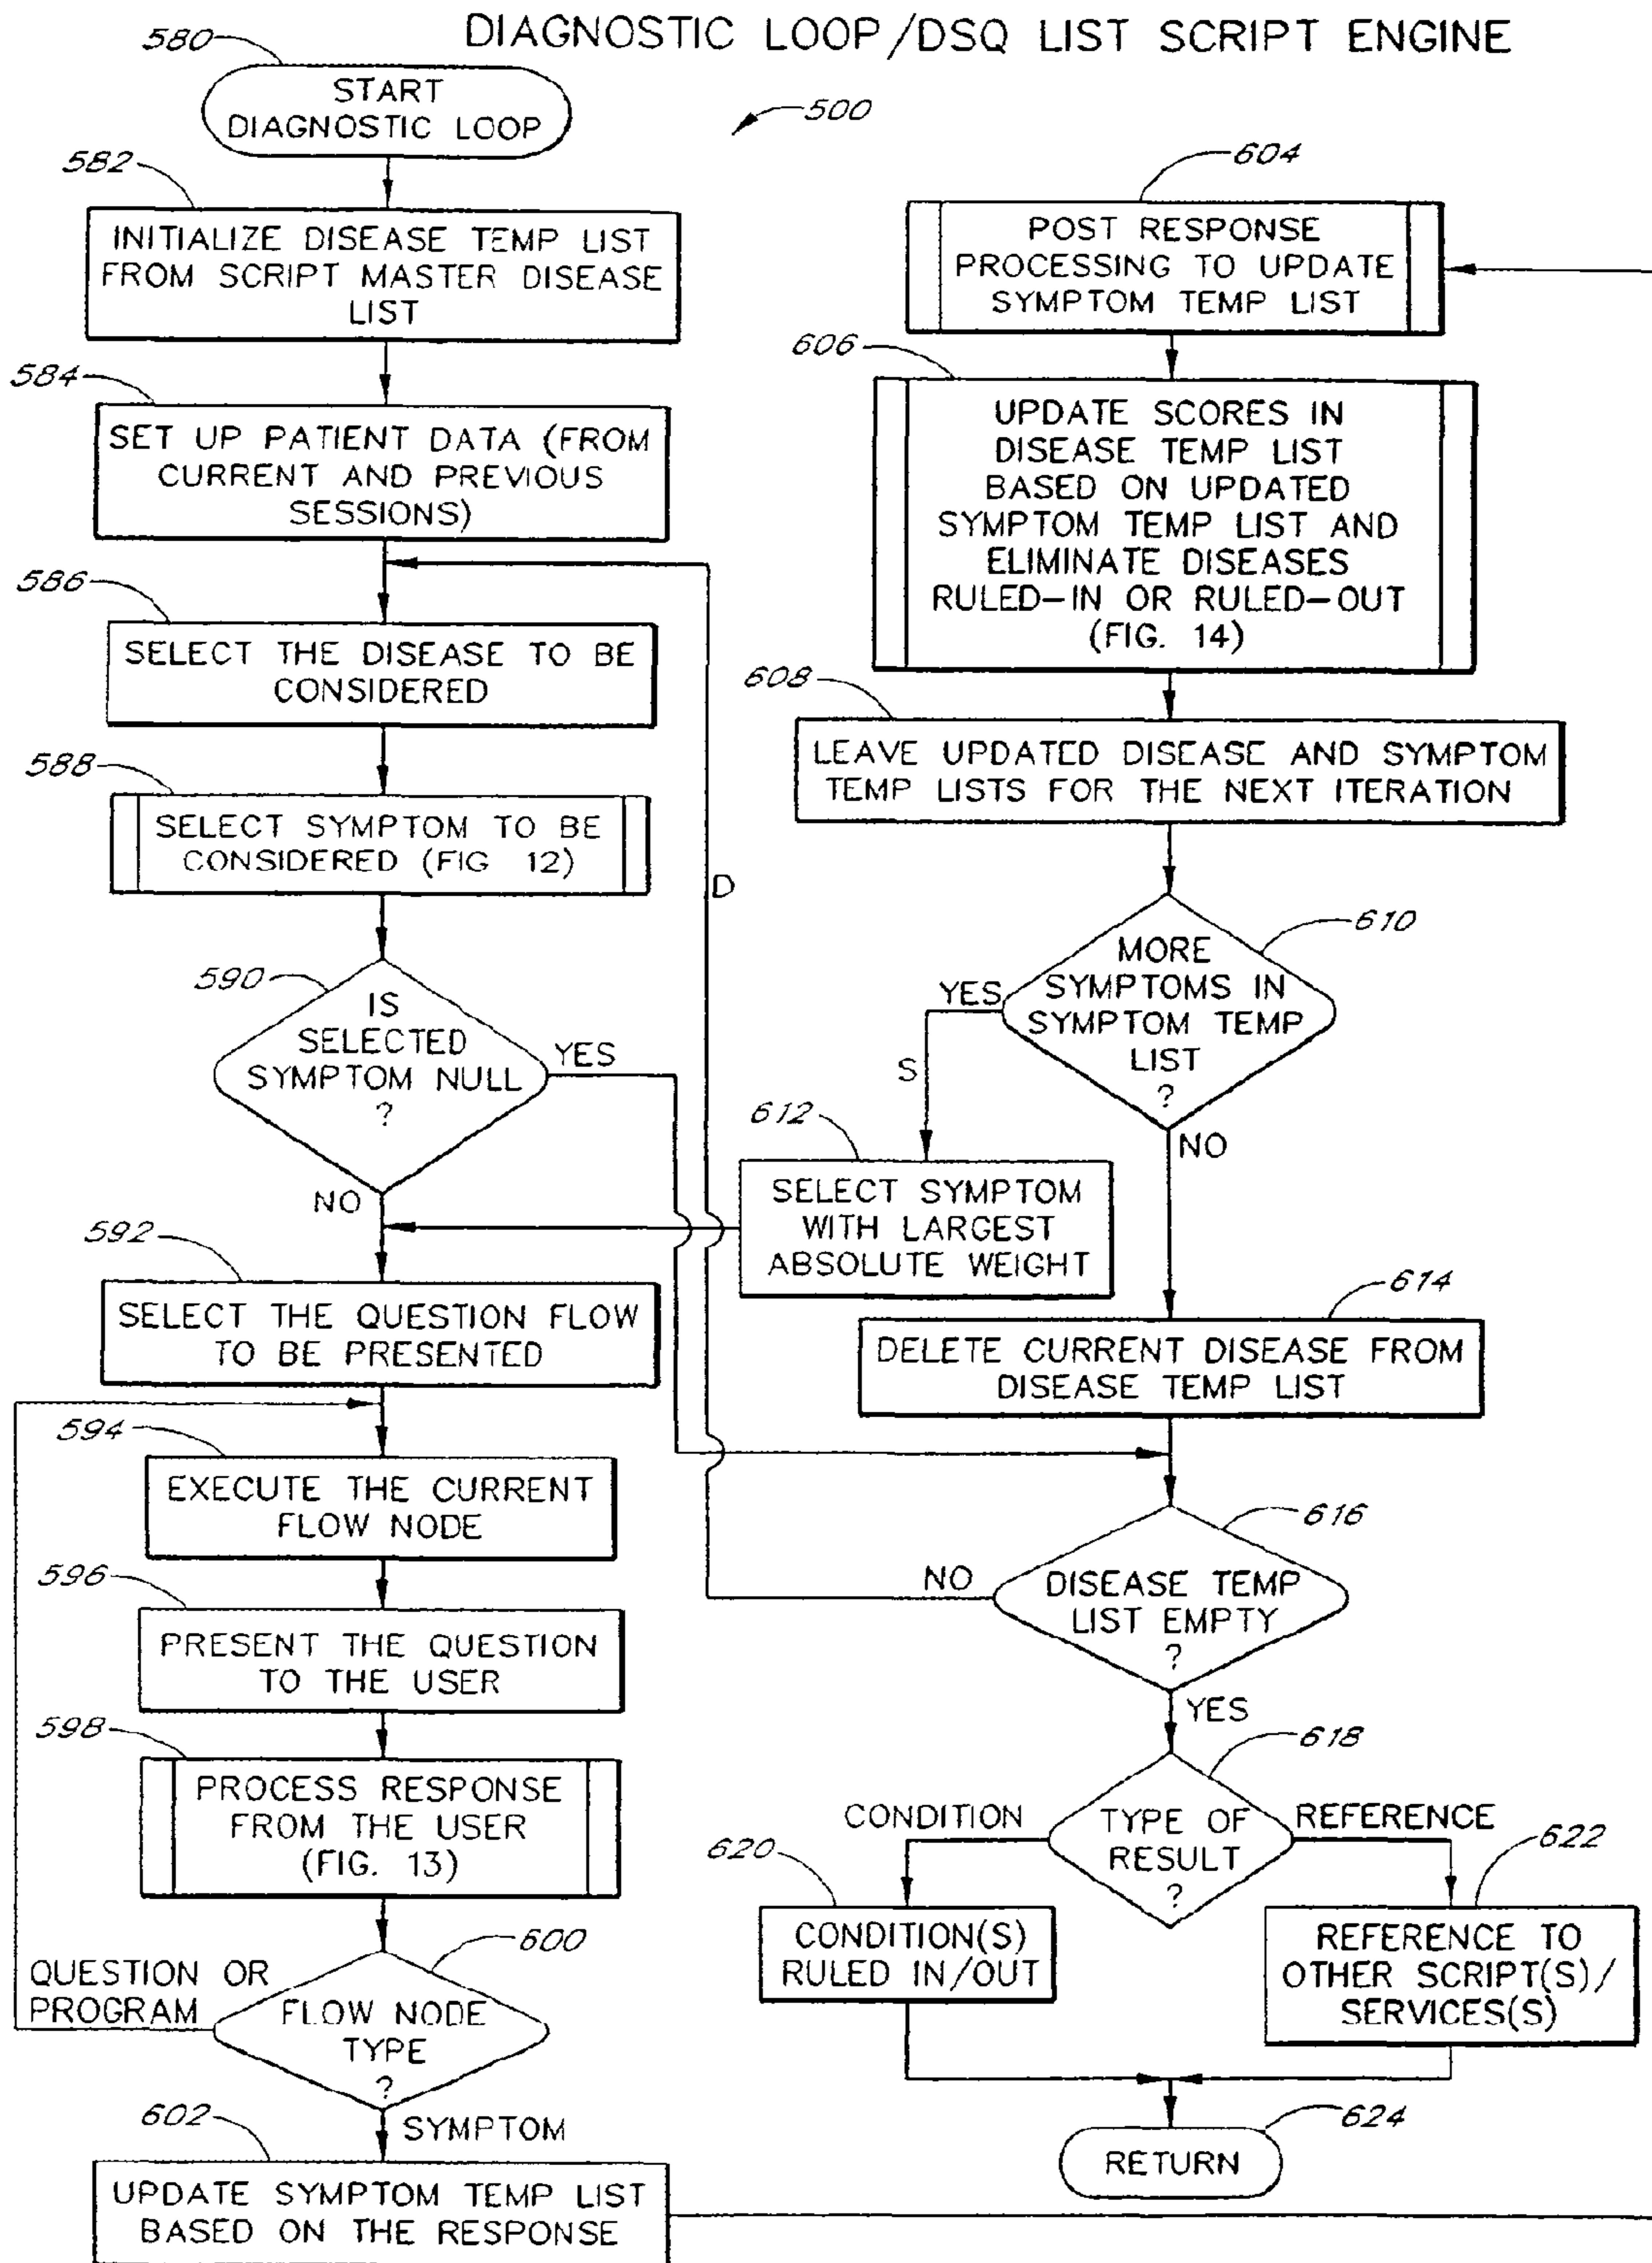 DIAGNOSTIC LOOP/DSQ LIST SCRIPT ENGINE
500
580
START
DIAGNOSTIC LOOP
582
INITIALIZE DISEASE TEMP LIST
FROM SCRIPT MASTER DISEASE
LIST
584
SET UP PATIENT DATA (FROM
CURRENT AND PREVIOUS
SESSIONS)
586
SELECT THE DISEASE TO BE
CONSIDERED
588
SELECT SYMPTOM TO BE
CONSIDERED (FIG 12)
D
590
IS
SELECTED
SYMPTOM NULL
?
YES
NO
592
SELECT THE QUESTION FLOW
TO BE PRESENTED
594
EXECUTE THE CURRENT
FLOW NODE
596
PRESENT THE QUESTION
TO THE USER
598
PROCESS RESPONSE
FROM THE USER
(FIG. 13)
600
QUESTION OR
PROGRAM
FLOW NODE
TYPE
?
SYMPTOM
602
UPDATE SYMPTOM TEMP LIST
BASED ON THE RESPONSE
604
POST RESPONSE
PROCESSING TO UPDATE
SYMPTOM TEMP LIST
606
UPDATE SCORES IN
DISEASE TEMP LIST
BASED ON UPDATED
SYMPTOM TEMP LIST AND
ELIMINATE DISEASES
RULED-IN OR RULED-OUT
(FIG. 14)
608
LEAVE UPDATED DISEASE AND SYMPTOM
TEMP LISTS FOR THE NEXT ITERATION
610
MORE
SYMPTOMS IN
SYMPTOM TEMP
LIST
?
YES
S
NO
612
SELECT SYMPTOM
WITH LARGEST
ABSOLUTE WEIGHT
614
DELETE CURRENT DISEASE FROM
DISEASE TEMP LIST
616
DISEASE TEMP
LIST EMPTY
?
NO
YES
618
TYPE OF
RESULT
?
CONDITION
REFERENCE
620
CONDITION(S)
RULED IN/OUT
622
REFERENCE TO
OTHER SCRIPT(S)/
SERVICES(S)
624
RETURN